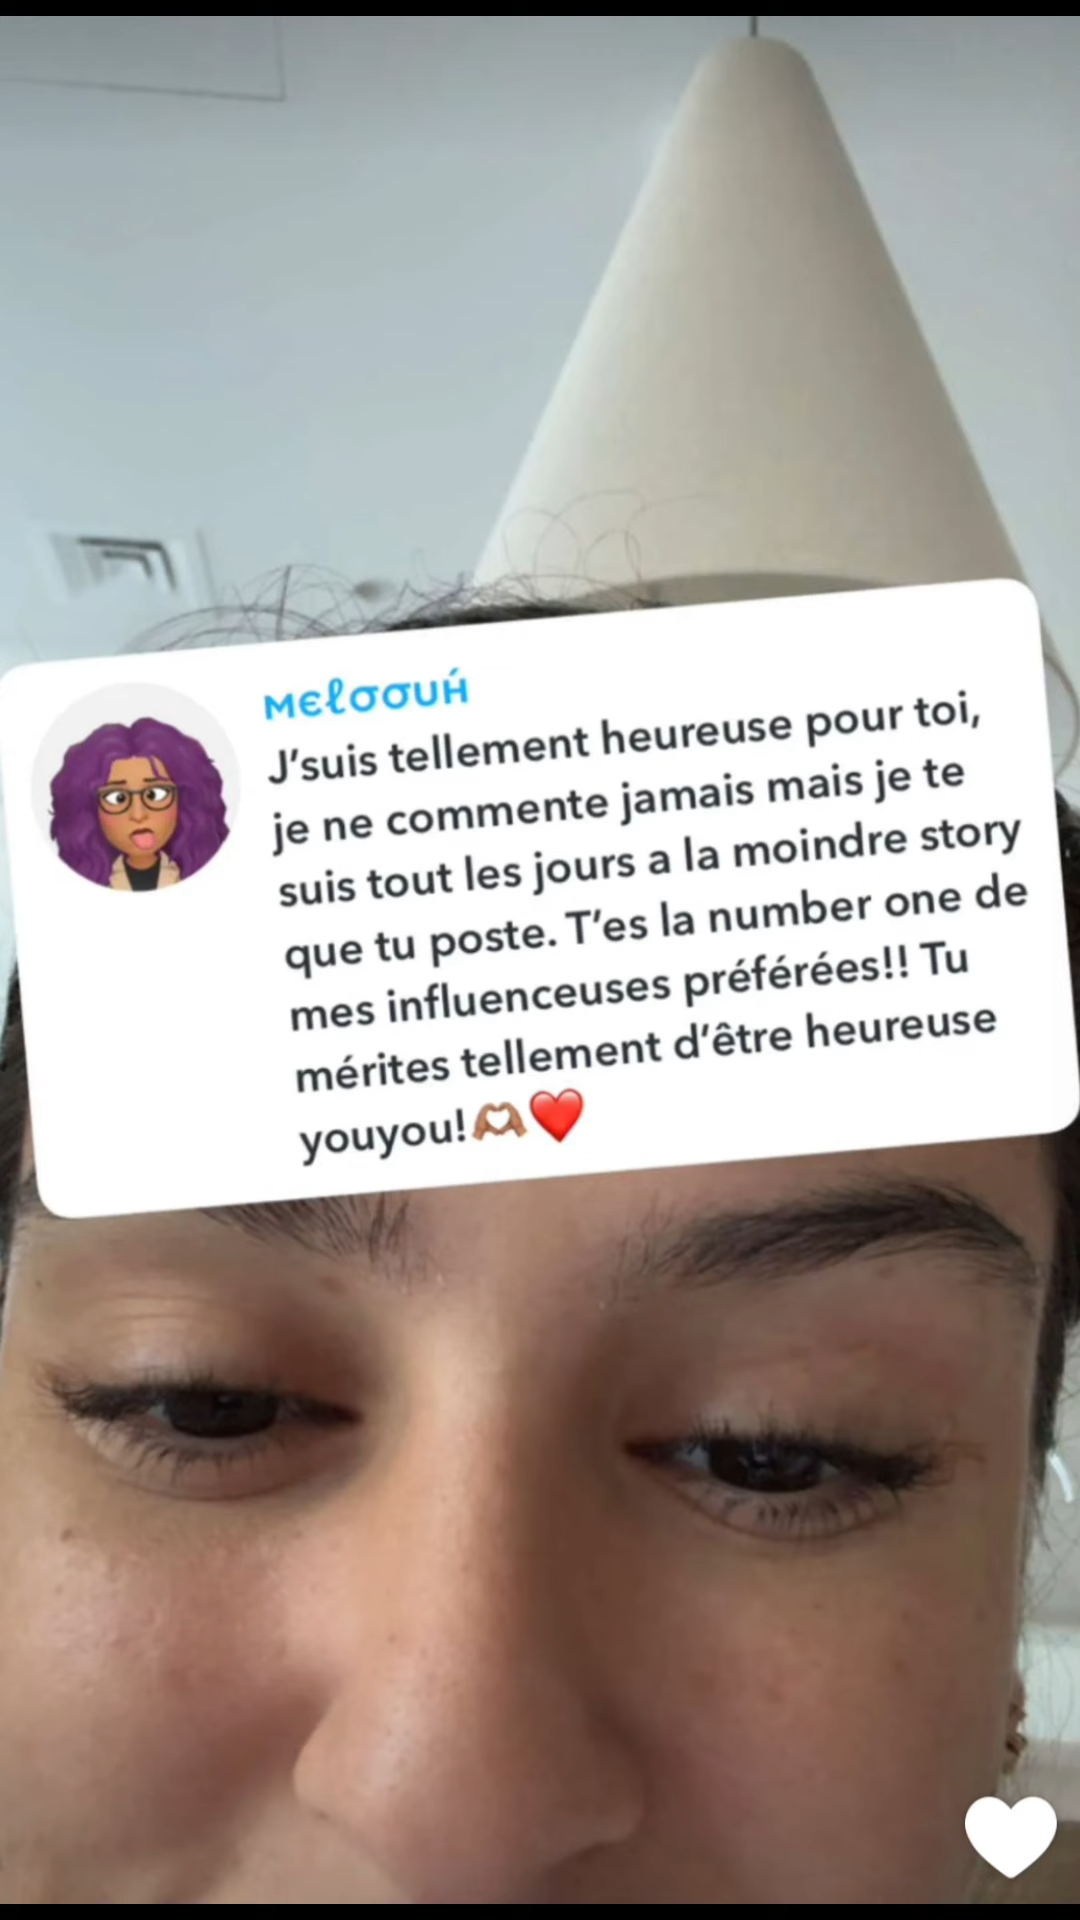 мєℓσσυн́
J'suis tellement heureuse pour toi,
je ne commente jamais mais je te
suis tout les jours a la moindre story
que tu poste. T'es la number one de
mes influenceuses préférées!! Tu
mérites tellement d'être heureuse
youyou!🫶🏽❤️